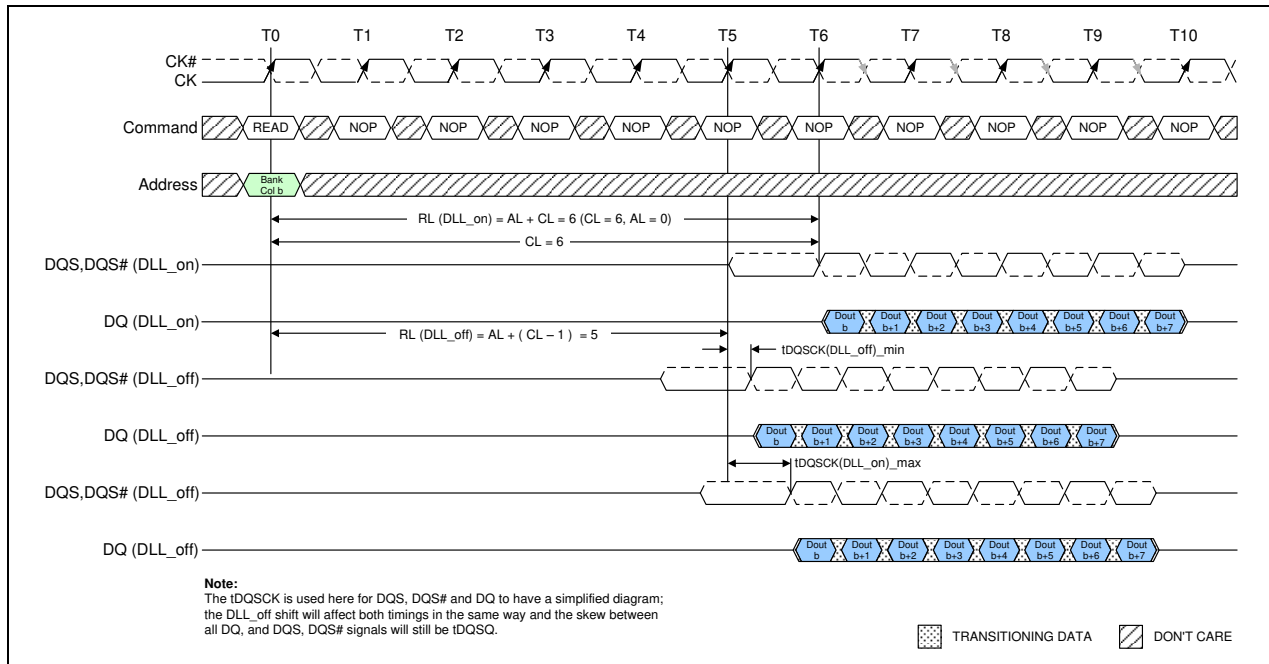 T0 T1 T2 T3 T4 T5 T6 T7 T8 T9 T10
CK#
CK
Command READ NOP NOP NOP NOP NOP NOP NOP NOP NOP NOP
Address Bank Col b
RL (DLL_on) = AL + CL = 6 (CL = 6, AL = 0)
CL = 6
DQS,DQS# (DLL_on)
DQ (DLL_on) Dout b Dout b+1 Dout b+2 Dout b+3 Dout b+4 Dout b+5 Dout b+6 Dout b+7
RL (DLL_off) = AL + ( CL – 1 ) = 5
tDQSCK(DLL_off)_min
DQS,DQS# (DLL_off)
DQ (DLL_off) Dout b Dout b+1 Dout b+2 Dout b+3 Dout b+4 Dout b+5 Dout b+6 Dout b+7
tDQSCK(DLL_on)_max
DQS,DQS# (DLL_off)
DQ (DLL_off) Dout b Dout b+1 Dout b+2 Dout b+3 Dout b+4 Dout b+5 Dout b+6 Dout b+7
Note:
The tDQSCK is used here for DQS, DQS# and DQ to have a simplified diagram;
the DLL_off shift will affect both timings in the same way and the skew between
all DQ, and DQS, DQS# signals will still be tDQSQ.
TRANSITIONING DATA DON'T CARE